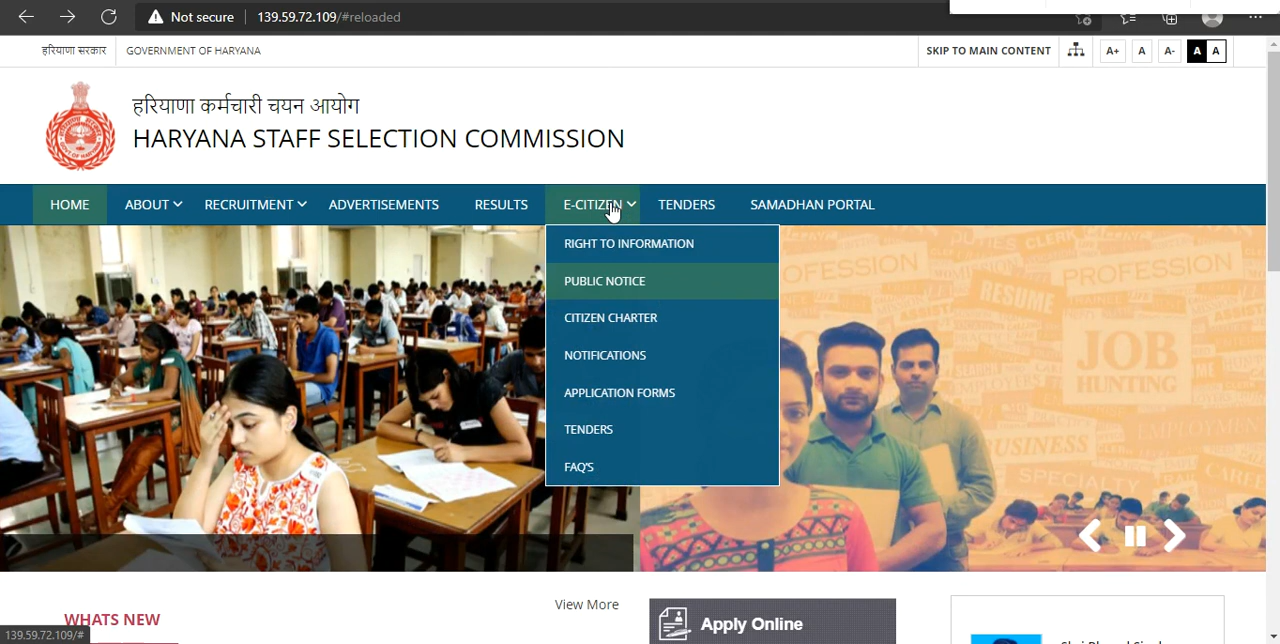 Not secure 139.59.72.109/#reloaded
हरियाणा सरकार GOVERNMENT OF HARYANA SKIP TO MAIN CONTENT A+ A A- A A
हरियाणा कर्मचारी चयन आयोग
HARYANA STAFF SELECTION COMMISSION
HOME ABOUT RECRUITMENT ADVERTISEMENTS RESULTS E-CITIZEN TENDERS SAMADHAN PORTAL
RIGHT TO INFORMATION
PUBLIC NOTICE
CITIZEN CHARTER
NOTIFICATIONS
APPLICATION FORMS
TENDERS
FAQ'S
PROFESSION
RESUME
JOB
HUNTING
BUSINESS
SPECIALTY
View More
WHATS NEW
Apply Online
139.59.72.109/#